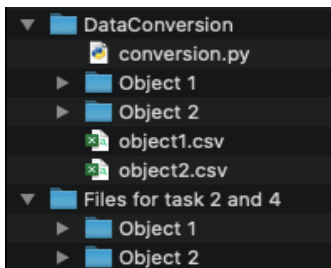 DataConversion
conversion.py
Object 1
Object 2
object1.csv
object2.csv
Files for task 2 and 4
Object 1
Object 2